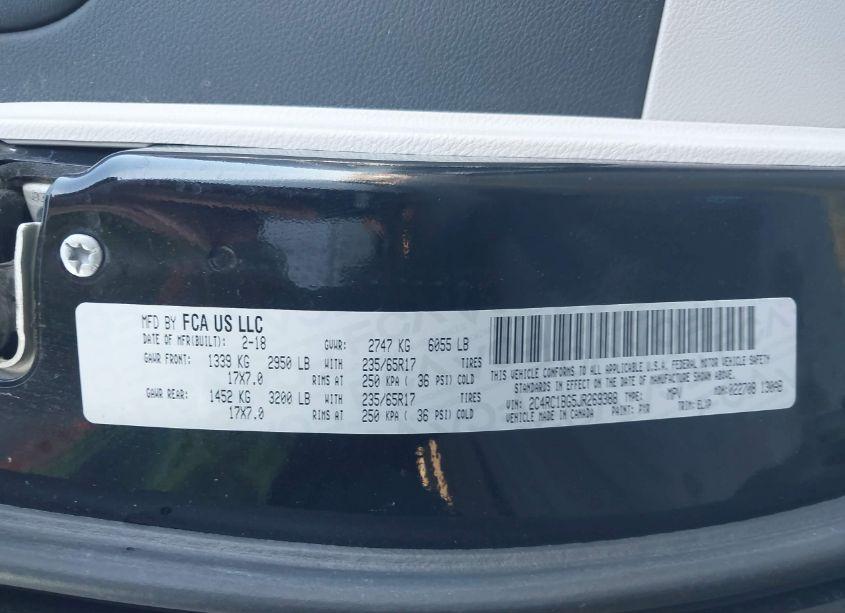 MFD BY FCA US LLC
DATE OF MFR(BUILT): 2-18 GVWR: 2747 KG 6055 LB
GAWR FRONT: 1339 KG 2950 LB WITH 235/65R17 TIRES
17X7.0 RIMS AT 250 KPA ( 36 PSI) COLD
GAWR REAR: 1452 KG 3200 LB WITH 235/65R17 TIRES
17X7.0 RIMS AT 250 KPA ( 36 PSI) COLD
THIS VEHICLE CONFORMS TO ALL APPLICABLE U.S.A. FEDERAL MOTOR VEHICLE SAFETY
STANDARDS IN EFFECT ON THE DATE OF MANUFACTURE SHOWN ABOVE.
VIN: 2C4RC1BG5JR269388 TYPE: MPV MDH:022708 130AB
VEHICLE MADE IN CANADA PAINT: PXR TRIM: ELXP